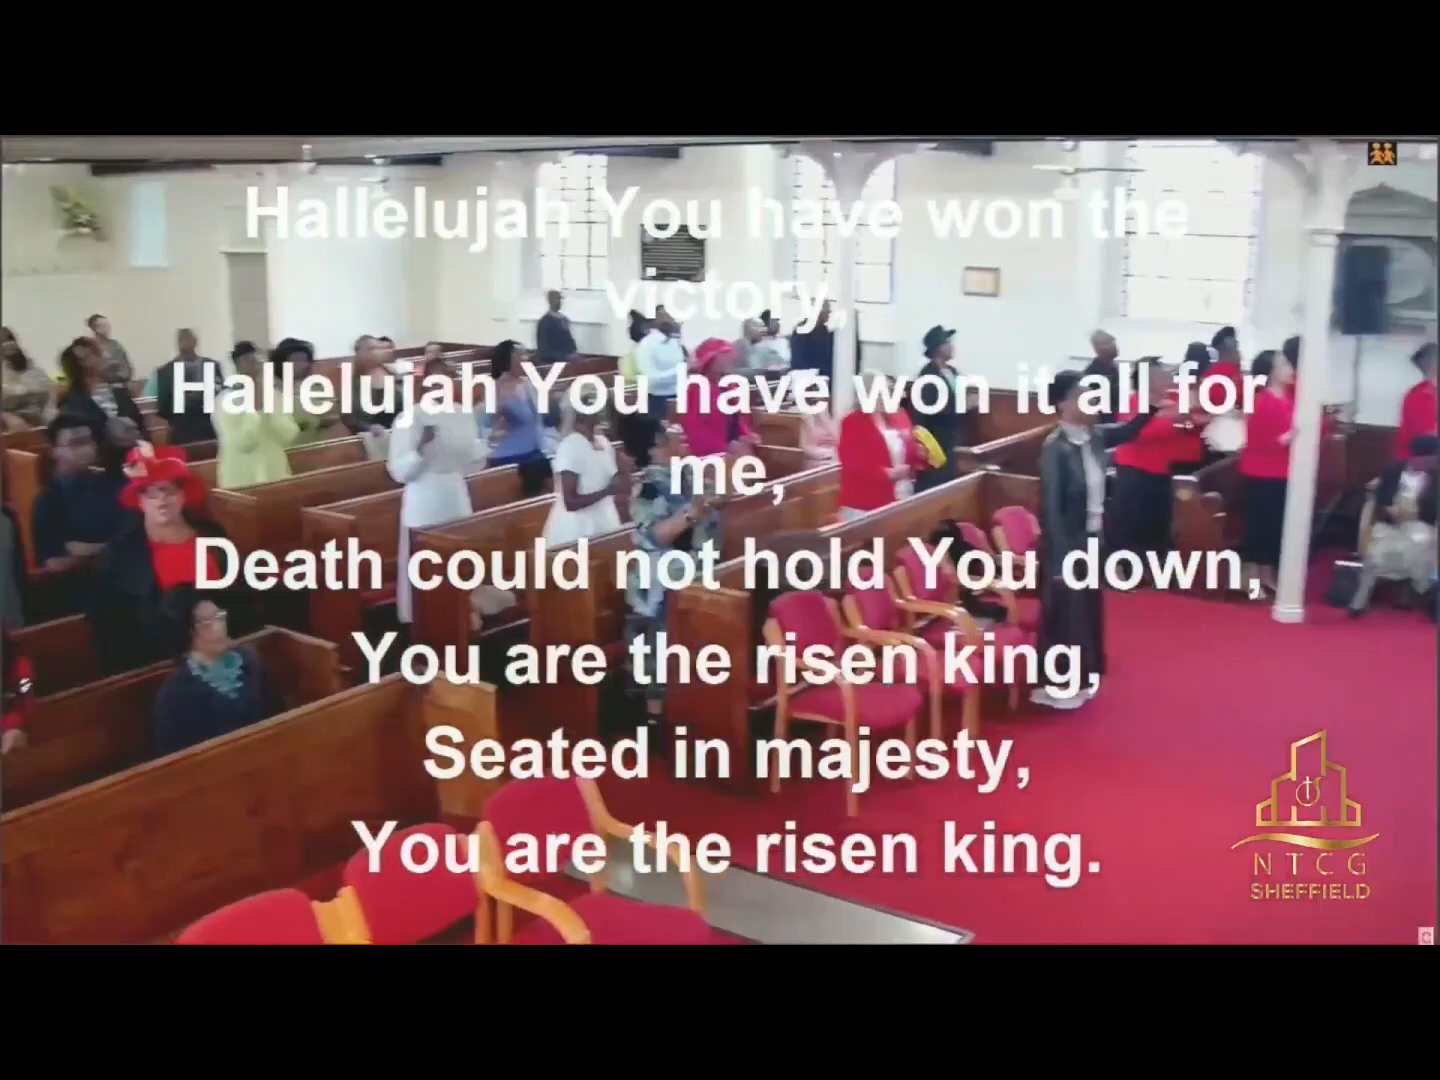 Hallelujah You have won the
victory,
Hallelujah You have won it all for
me,
Death could not hold You down,
You are the risen king,
Seated in majesty,
You are the risen king.
NTCG
SHEFFIELD